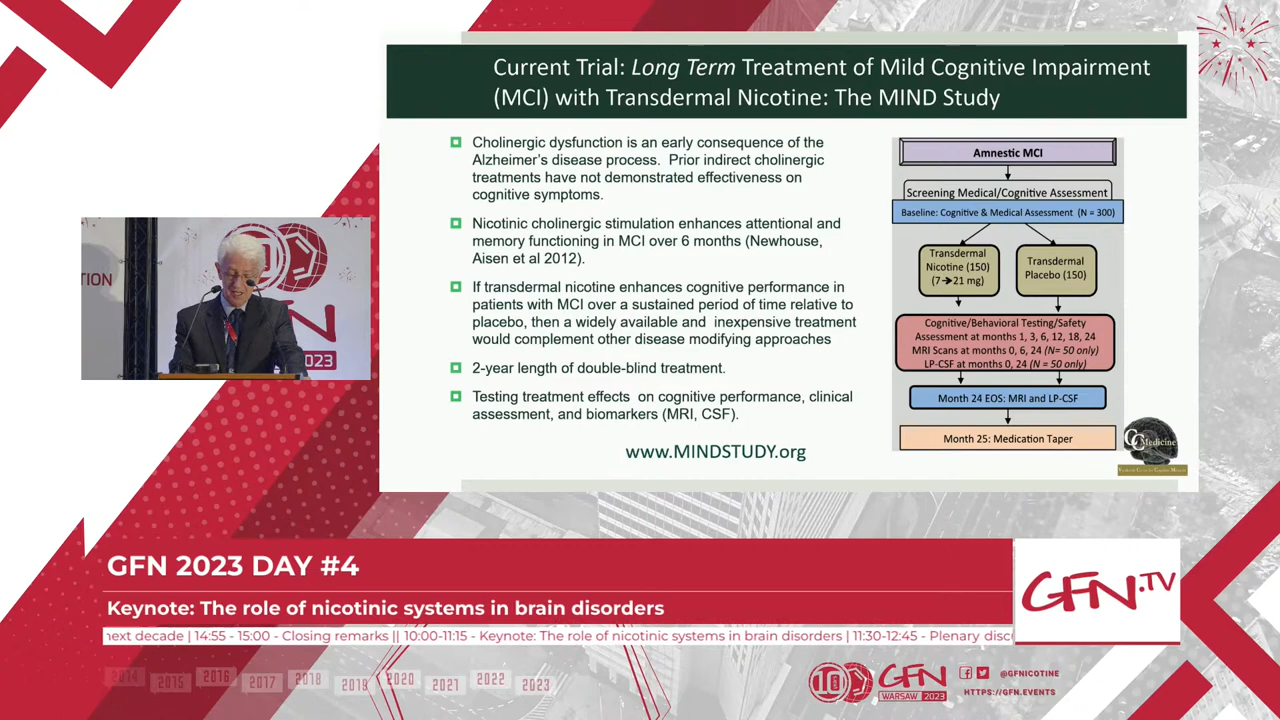 Current Trial: Long Term Treatment of Mild Cognitive Impairment
(MCI) with Transdermal Nicotine: The MIND Study
Cholinergic dysfunction is an early consequence of the
Alzheimer's disease process. Prior indirect cholinergic
treatments have not demonstrated effectiveness on
cognitive symptoms.
Nicotinic cholinergic stimulation enhances attentional and
memory functioning in MCI over 6 months (Newhouse,
Aisen et al 2012).
If transdermal nicotine enhances cognitive performance in
patients with MCI over a sustained period of time relative to
placebo, then a widely available and inexpensive treatment
would complement other disease modifying approaches
2-year length of double-blind treatment.
Testing treatment effects on cognitive performance, clinical
assessment, and biomarkers (MRI, CSF).
www.MINDSTUDY.org
Amnestic MCI
Screening Medical/Cognitive Assessment
Baseline: Cognitive & Medical Assessment (N = 300)
Transdermal
Nicotine (150)
(7➔21 mg)
Transdermal
Placebo (150)
Cognitive/Behavioral Testing/Safety
Assessment at months 1, 3, 6, 12, 18, 24
MRI Scans at months 0, 6, 24 (N= 50 only)
LP-CSF at months 0, 24 (N = 50 only)
Month 24 EOS: MRI and LP-CSF
Month 25: Medication Taper
CC Medicine
TION
2023
GFN 2023 DAY #4
Keynote: The role of nicotinic systems in brain disorders
next decade | 14:55 - 15:00 - Closing remarks || 10:00-11:15 - Keynote: The role of nicotinic systems in brain disorders | 11:30-12:45 - Plenary disc
GFN.TV
2014 2015 2016 2017 2018 2019 2020 2021 2022 2023
10
GFN
WARSAW 2023
@GFNICOTINE
HTTPS://GFN.EVENTS